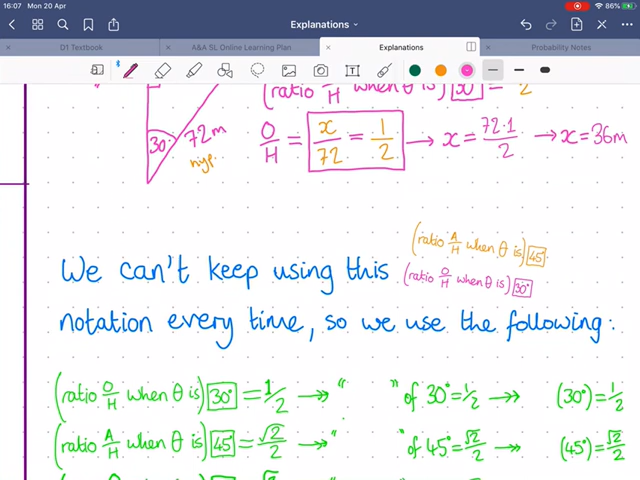 16:07 Mon 20 Apr
86%
Explanations
D1 Textbook
A&A SL Online Learning Plan
Explanations
Probability Notes
(ratio O/H when θ is) 30° = 1/2
30° 72m
hyp.
O/H = x/72 = 1/2 → x = 72·1/2 → x = 36m
(ratio A/H when θ is) 45°
We can't keep using this
(ratio O/H when θ is) 30°
notation every time, so we use the following:
(ratio O/H when θ is) 30° = 1/2 →» " " of 30° = 1/2 →» (30°) = 1/2
(ratio A/H when θ is) 45° = √2/2 →» " " of 45° = √2/2 →» (45°) = √2/2